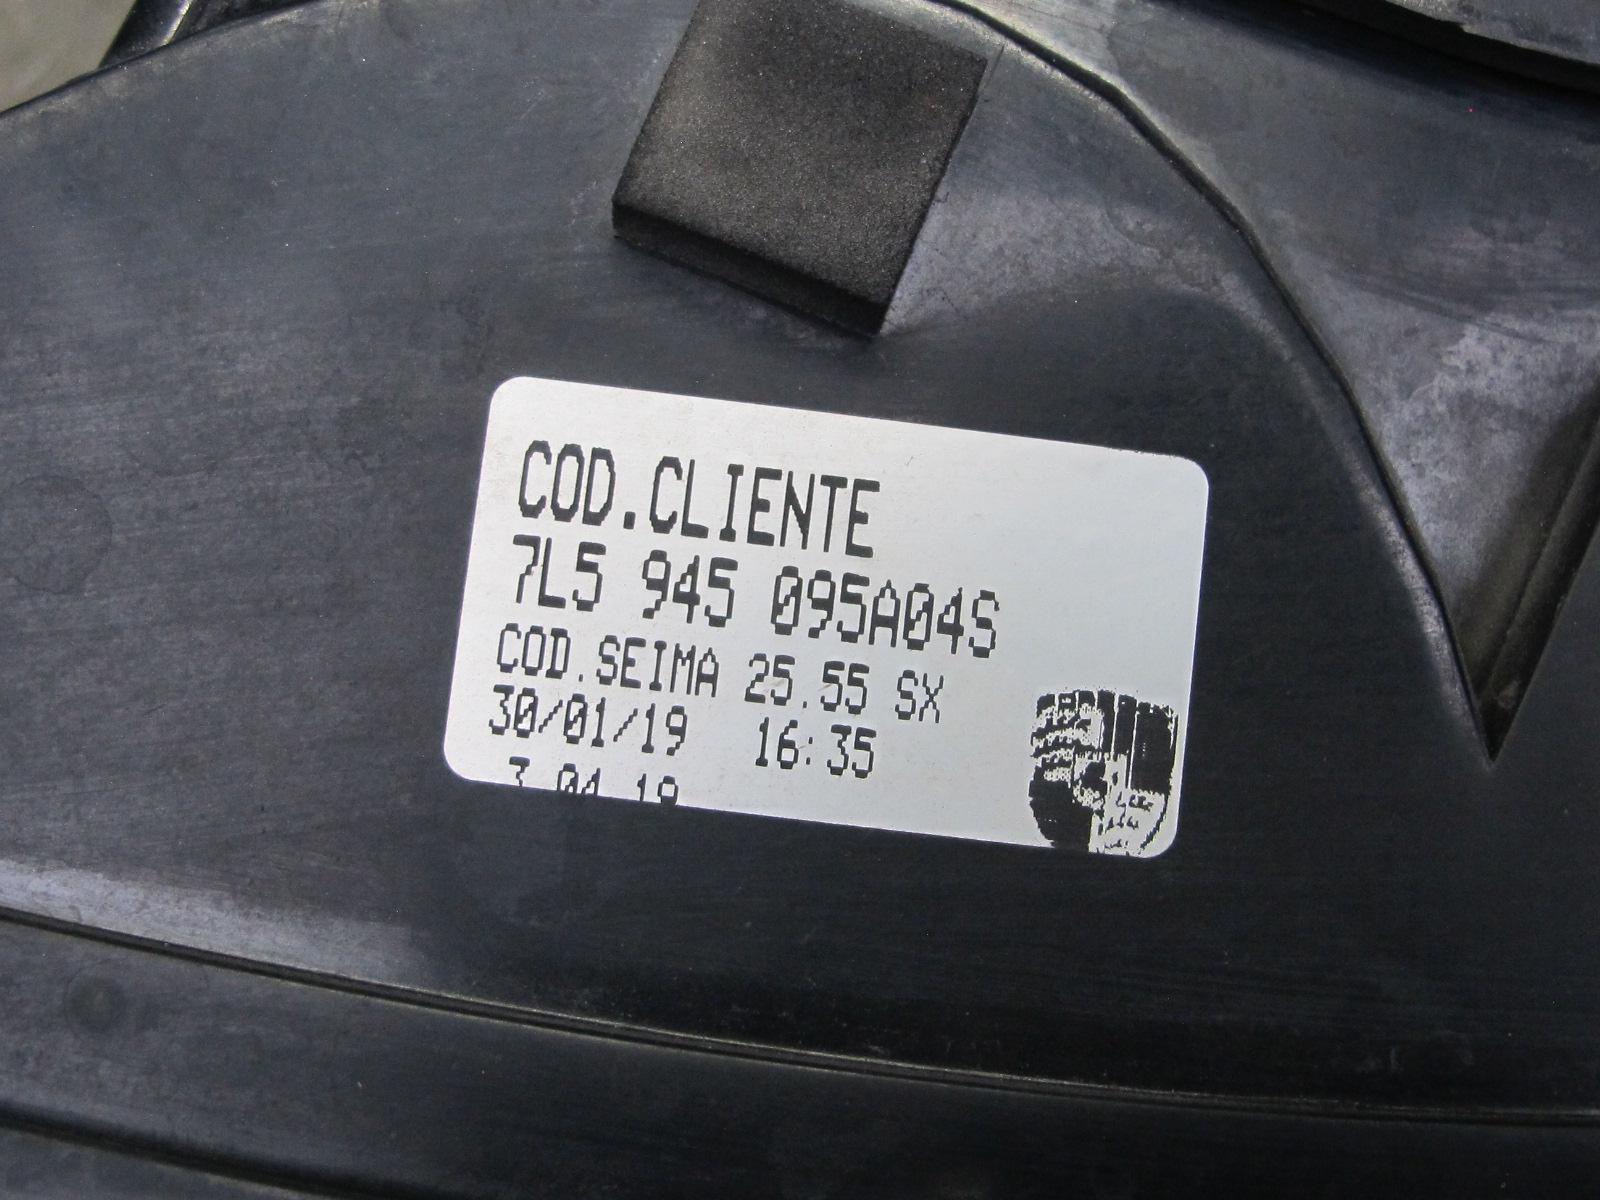 COD.CLIENTE
7L5 945 095A04S
COD.SEIMA 25.55 SX
30/01/19 16:35